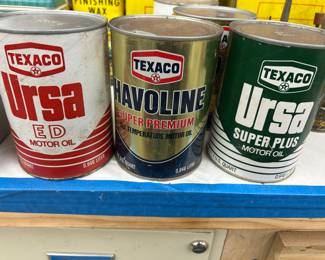 FINISHING
WAX
TEXACO
Ursa
ED
MOTOR OIL
TEXACO
HAVOLINE
SUPER PREMIUM
TEMPERATURE MOTOR OIL
TEXACO
Ursa
SUPER PLUS
MOTOR OIL